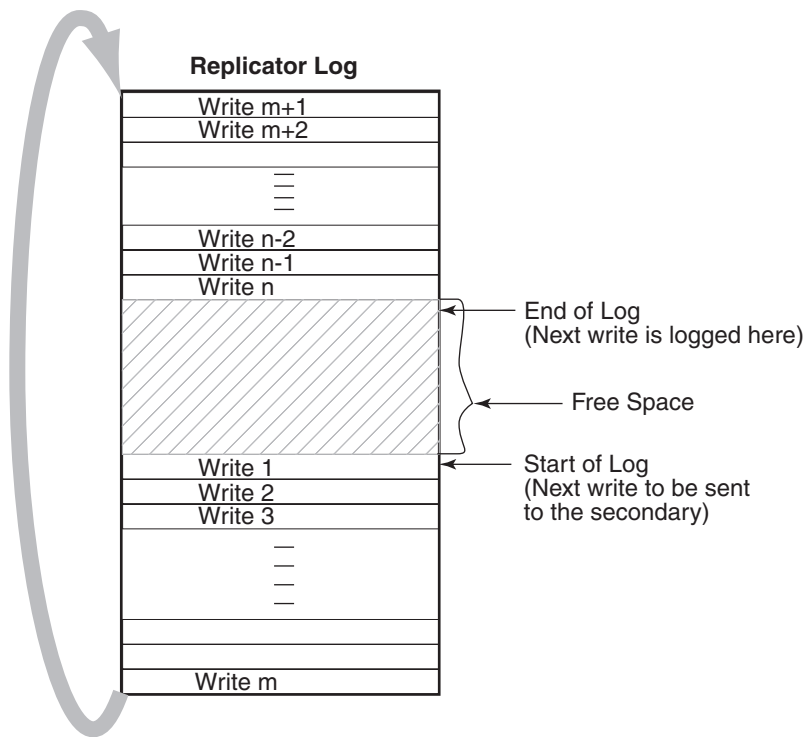 Replicator Log
Write m+1
Write m+2
Write n-2
Write n-1
Write n
End of Log
(Next write is logged here)
Free Space
Write 1
Start of Log
(Next write to be sent
to the secondary)
Write 2
Write 3
Write m